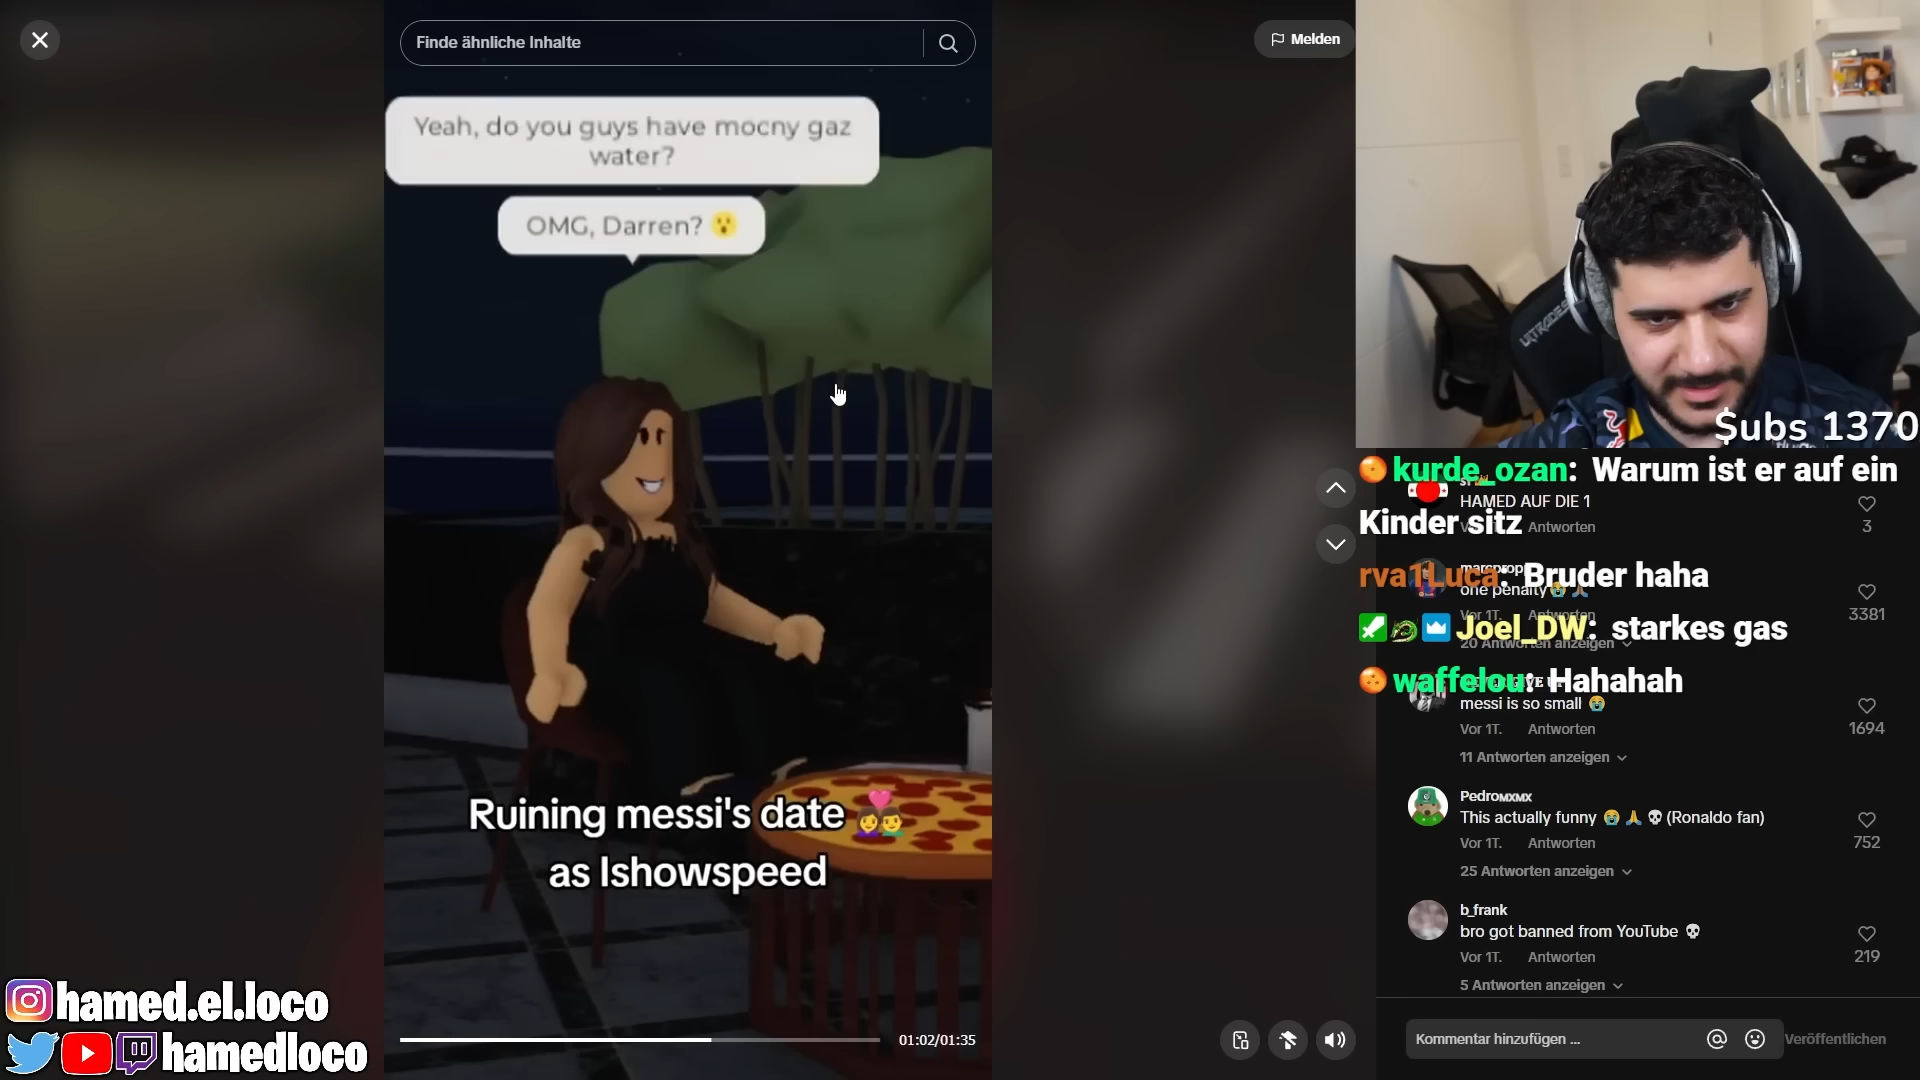 Finde ähnliche Inhalte
Melden
Yeah, do you guys have mocny gaz
water?
OMG, Darren? 😮
Ruining messi's date 👩‍❤️‍👨
as Ishowspeed
01:02/01:35
hamed.el.loco
hamedloco
$ubs 1370
kurde_ozan: Warum ist er auf ein
Kinder sitz
rva1Luca: Bruder haha
Joel_DW: starkes gas
waffelou: Hahahah
HAMED AUF DIE 1
Antworten
3
one penalty 😭🙏🏽
Vor 1T. Antworten
3381
20 Antworten anzeigen
messi is so small 😭
Vor 1T. Antworten
1694
11 Antworten anzeigen
PedroMXMX
This actually funny 😭🙏💀 (Ronaldo fan)
Vor 1T. Antworten
752
25 Antworten anzeigen
b_frank
bro got banned from YouTube 💀
Vor 1T. Antworten
219
5 Antworten anzeigen
Kommentar hinzufügen ...
Veröffentlichen